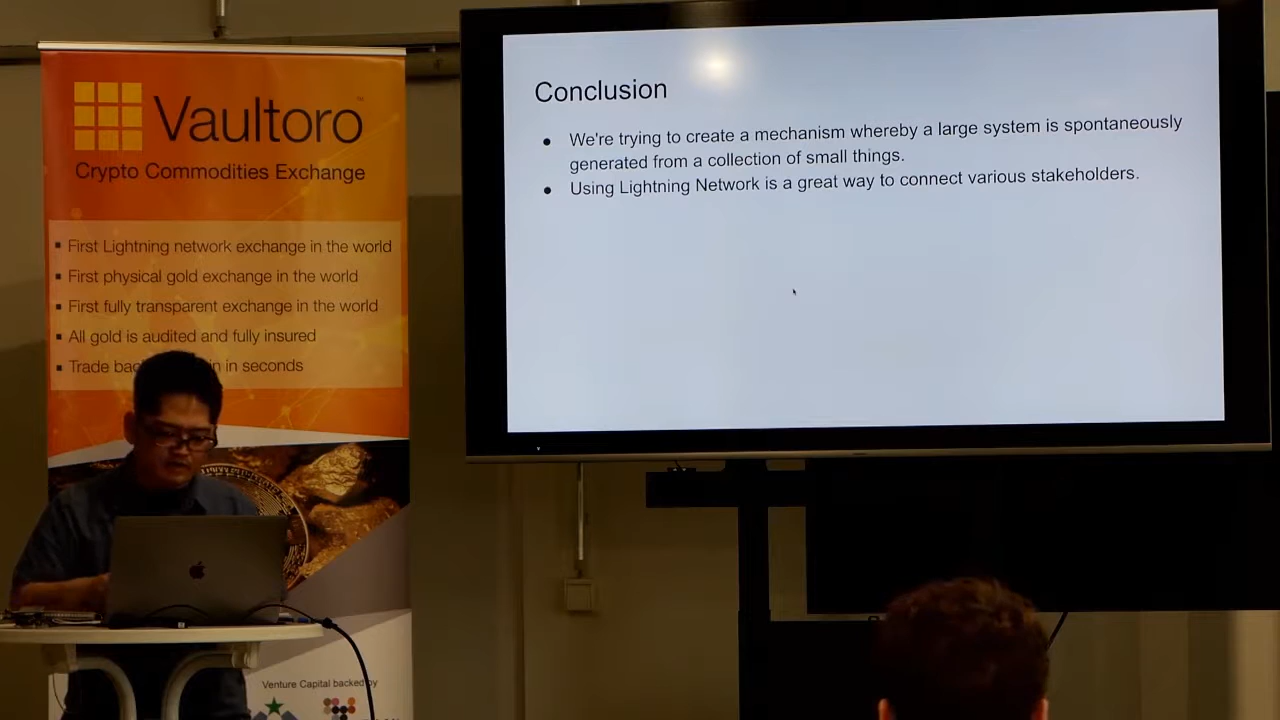 Vaultoro
Crypto Commodities Exchange
▪ First Lightning network exchange in the world
▪ First physical gold exchange in the world
▪ First fully transparent exchange in the world
▪ All gold is audited and fully insured
▪ Trade in seconds
Venture Capital backed by
Conclusion
● We're trying to create a mechanism whereby a large system is spontaneously
generated from a collection of small things.
● Using Lightning Network is a great way to connect various stakeholders.